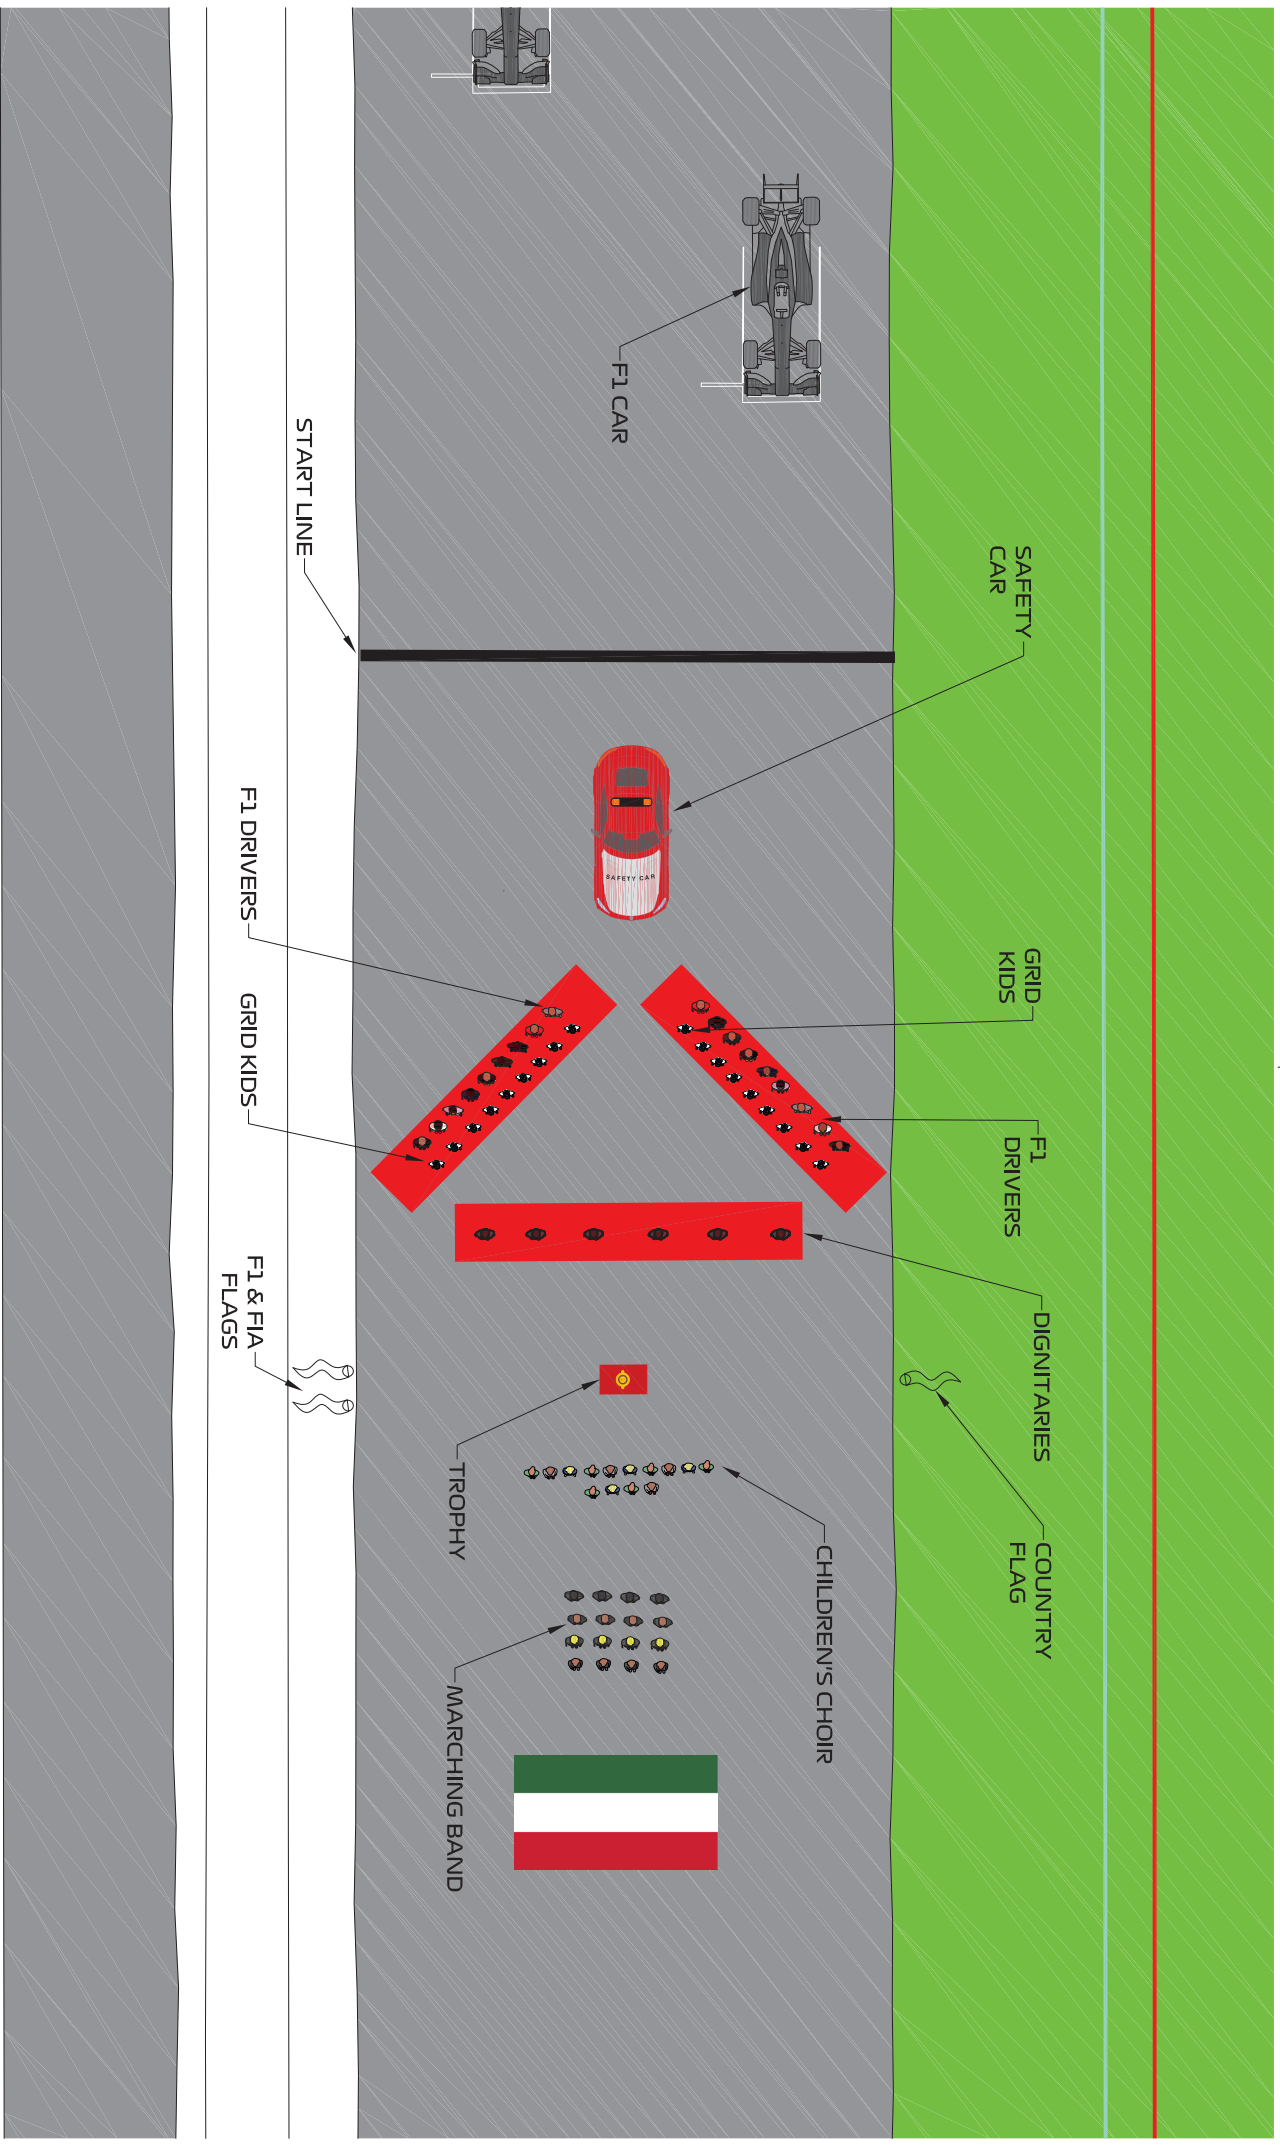 SAFETY
CAR
GRID
KIDS
F1
DRIVERS
DIGNITARIES
COUNTRY
FLAG
CHILDREN'S CHOIR
F1 CAR
SAFETY CAR
TROPHY
MARCHING BAND
START LINE
F1 DRIVERS
GRID KIDS
F1 & FIA
FLAGS